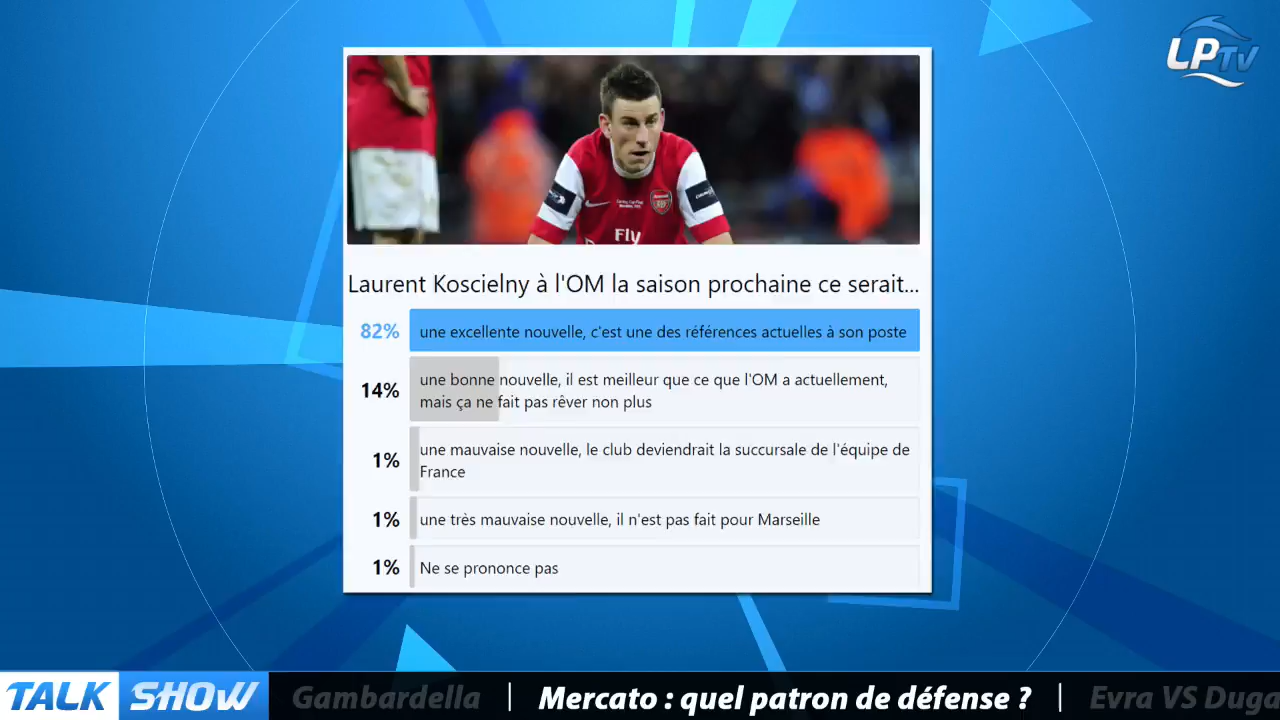 LPTV
Fly
Laurent Koscielny à l'OM la saison prochaine ce serait...
82% une excellente nouvelle, c'est une des références actuelles à son poste
14% une bonne nouvelle, il est meilleur que ce que l'OM a actuellement,
mais ça ne fait pas rêver non plus
1% une mauvaise nouvelle, le club deviendrait la succursale de l'équipe de
France
1% une très mauvaise nouvelle, il n'est pas fait pour Marseille
1% Ne se prononce pas
TALK SHOW Gambardella | Mercato : quel patron de défense ? | Evra VS Duga